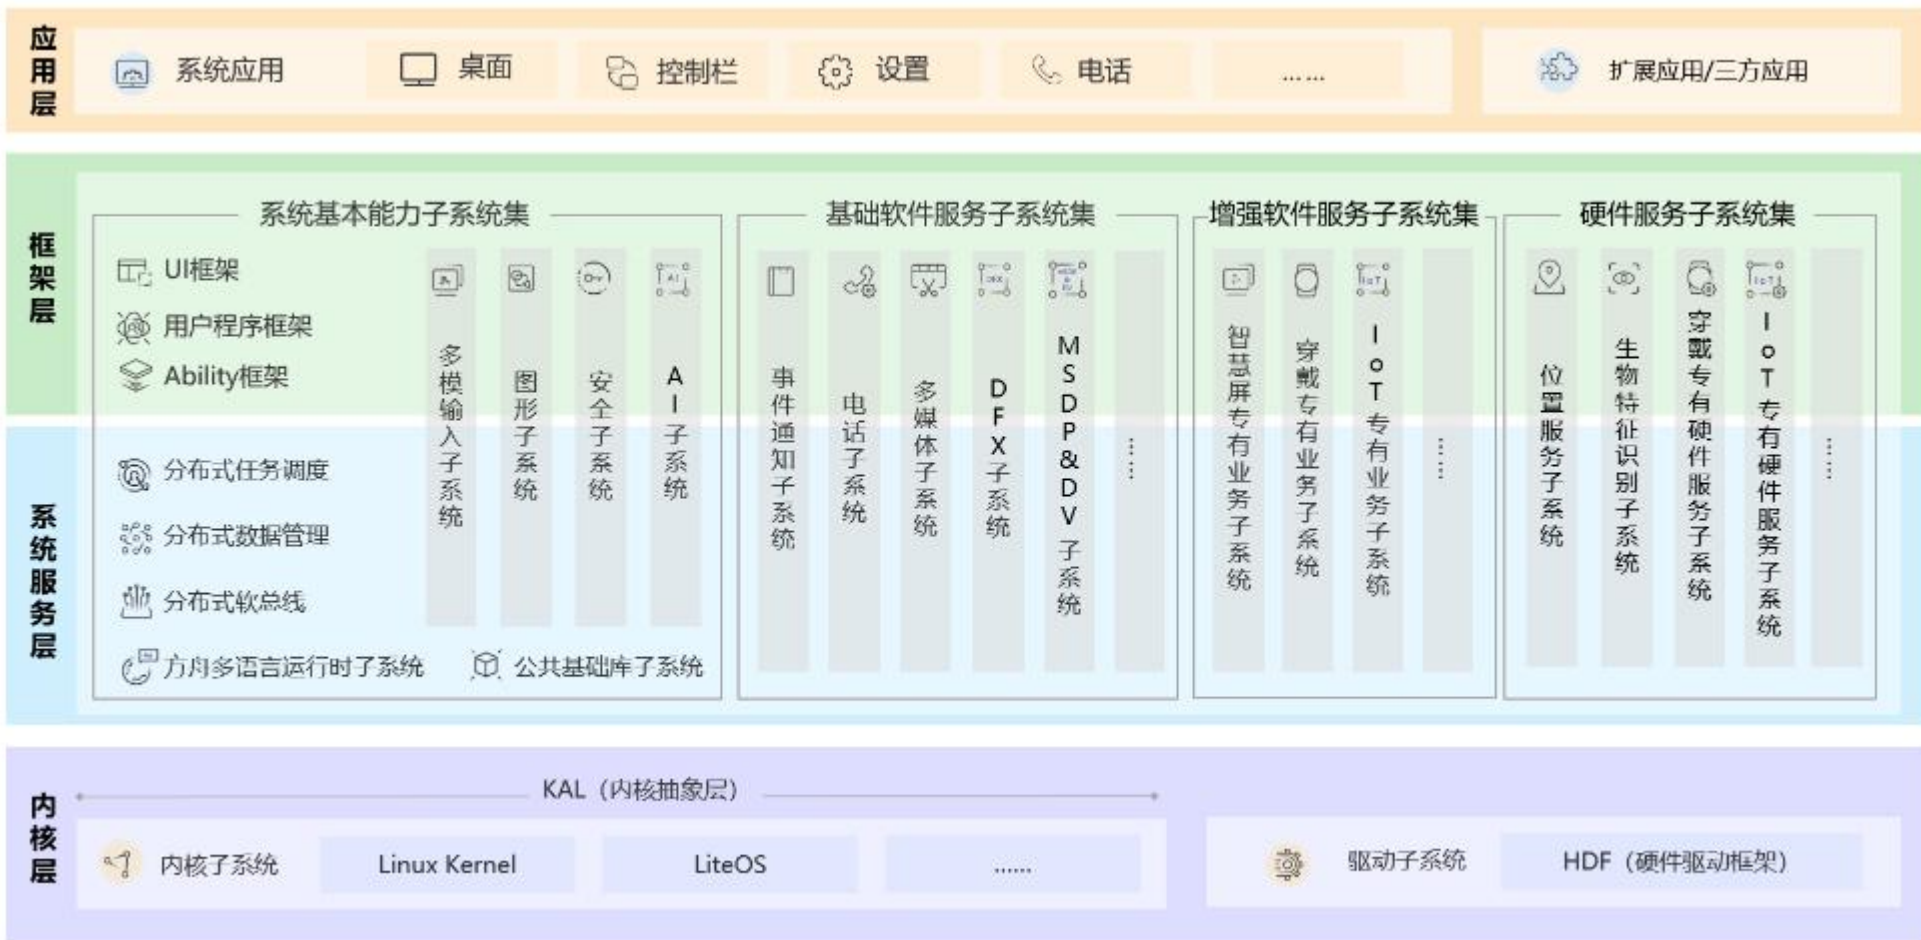 应用层
系统应用
桌面
控制栏
设置
电话
... ...
扩展应用/三方应用
框架层
系统服务层
系统基本能力子系统集
UI框架
用户程序框架
Ability框架
分布式任务调度
分布式数据管理
分布式软总线
方舟多语言运行时子系统
公共基础库子系统
多模输入子系统
图形子系统
安全子系统
AI子系统
基础软件服务子系统集
事件通知子系统
电话子系统
多媒体子系统
DFX子系统
MSDP&DV子系统
......
增强软件服务子系统集
智慧屏专有业务子系统
穿戴专有业务子系统
IoT专有业务子系统
......
硬件服务子系统集
位置服务子系统
生物特征识别子系统
穿戴专有硬件服务子系统
IoT专有硬件服务子系统
......
内核层
KAL（内核抽象层）
内核子系统
Linux Kernel
LiteOS
......
驱动子系统
HDF（硬件驱动框架）